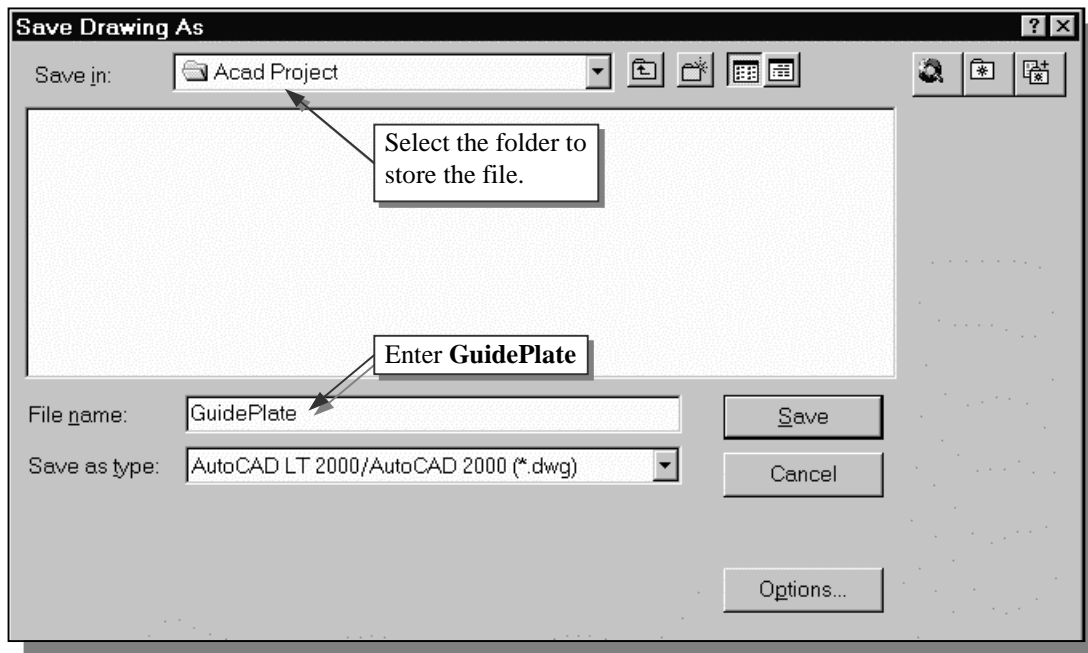 Save Drawing As
Save in:
Acad Project
Select the folder to
store the file.
Enter GuidePlate
File name:
GuidePlate
Save
Save as type:
AutoCAD LT 2000/AutoCAD 2000 (*.dwg)
Cancel
Options...